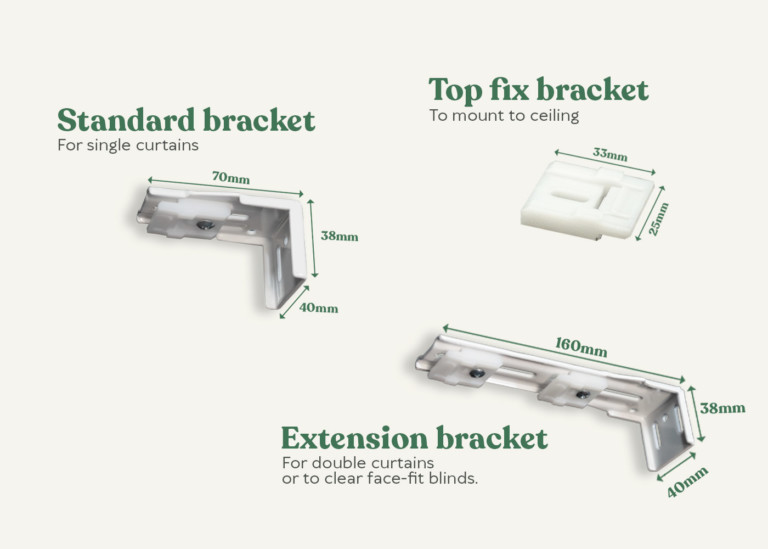 Top fix bracket
To mount to ceiling
33mm
25mm
Standard bracket
For single curtains
70mm
38mm
40mm
160mm
38mm
40mm
Extension bracket
For double curtains
or to clear face-fit blinds.